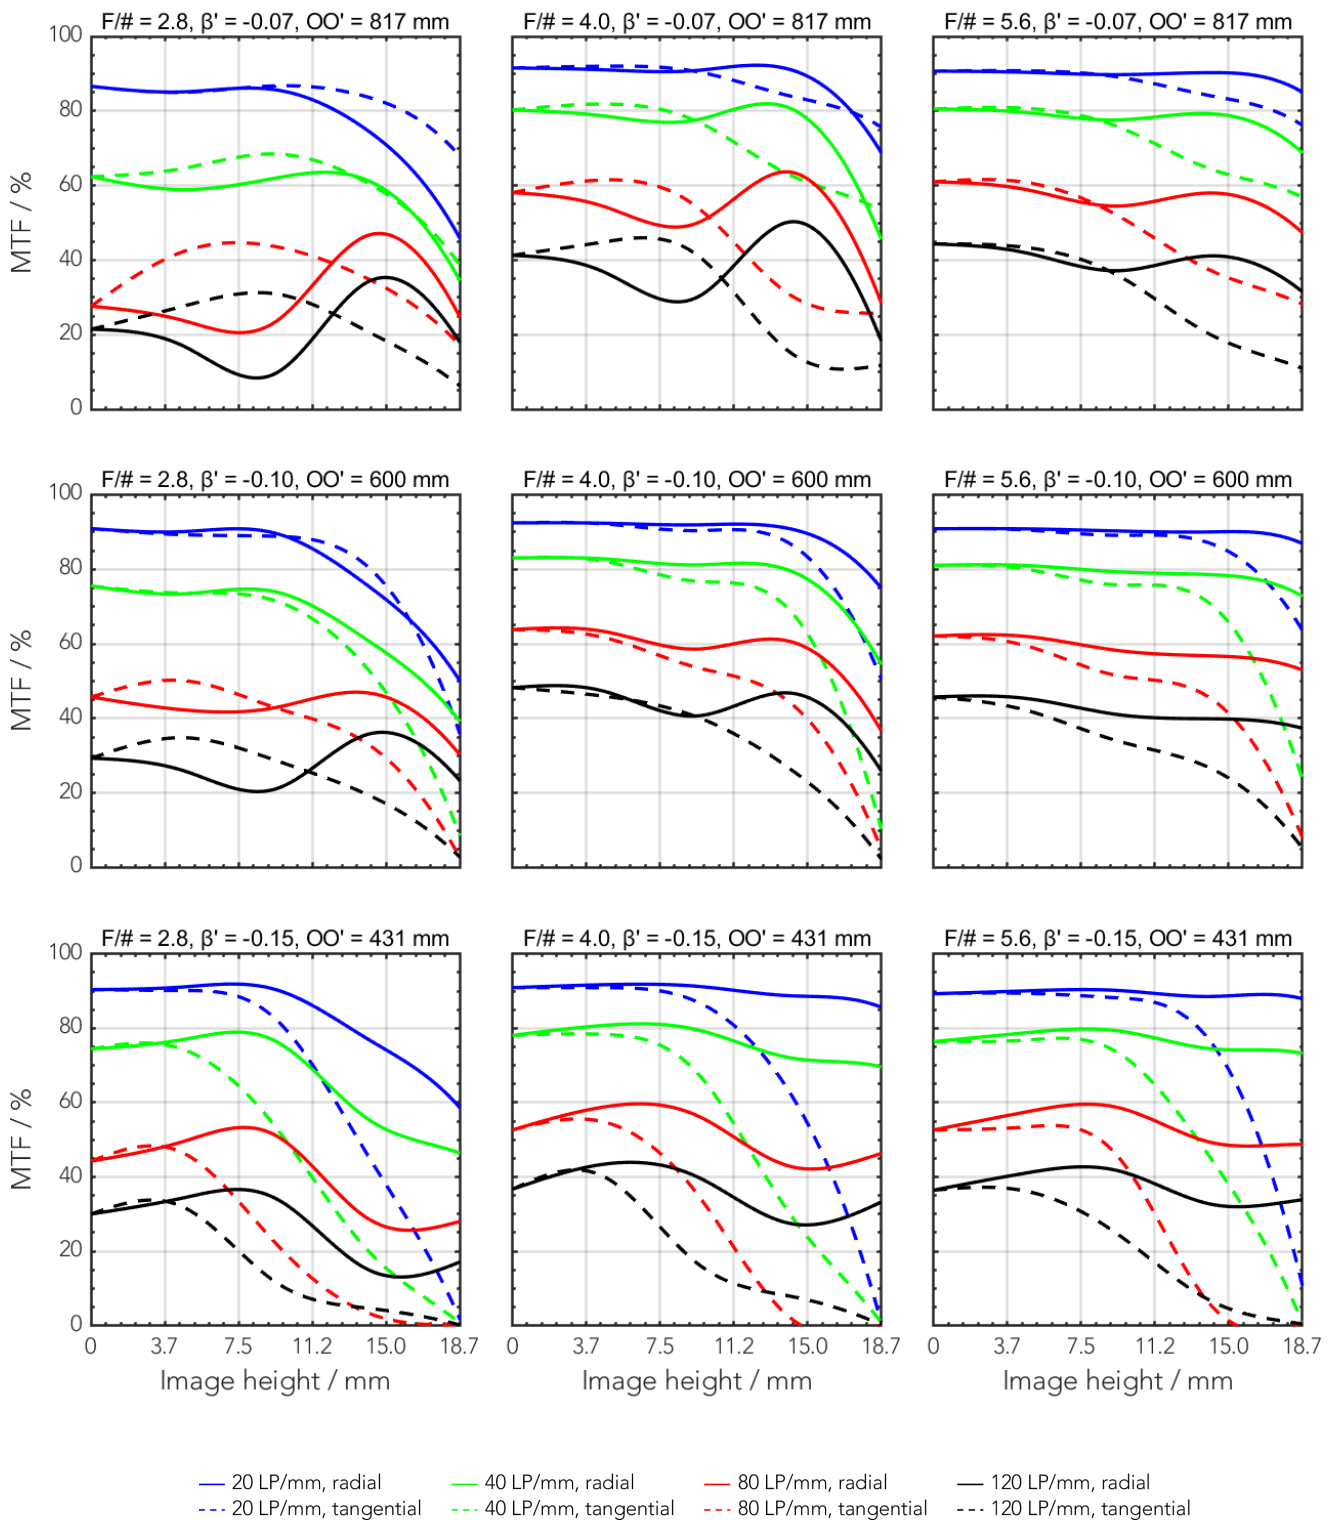 F/# = 2.8, β' = -0.07, OO' = 817 mm
F/# = 4.0, β' = -0.07, OO' = 817 mm
F/# = 5.6, β' = -0.07, OO' = 817 mm
100
80
60
40
20
0
MTF / %
F/# = 2.8, β' = -0.10, OO' = 600 mm
F/# = 4.0, β' = -0.10, OO' = 600 mm
F/# = 5.6, β' = -0.10, OO' = 600 mm
100
80
60
40
20
0
MTF / %
F/# = 2.8, β' = -0.15, OO' = 431 mm
F/# = 4.0, β' = -0.15, OO' = 431 mm
F/# = 5.6, β' = -0.15, OO' = 431 mm
100
80
60
40
20
0
MTF / %
0 3.7 7.5 11.2 15.0 18.7
0 3.7 7.5 11.2 15.0 18.7
0 3.7 7.5 11.2 15.0 18.7
Image height / mm
Image height / mm
Image height / mm
20 LP/mm, radial
40 LP/mm, radial
80 LP/mm, radial
120 LP/mm, radial
20 LP/mm, tangential
40 LP/mm, tangential
80 LP/mm, tangential
120 LP/mm, tangential